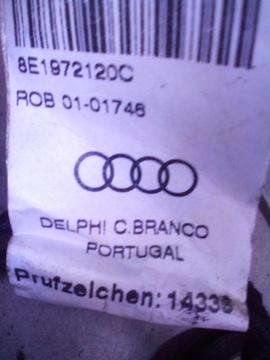 8E1972120C
ROB 01-01746
DELPHI C.BRANCO
PORTUGAL
Prufzeichen: 14338